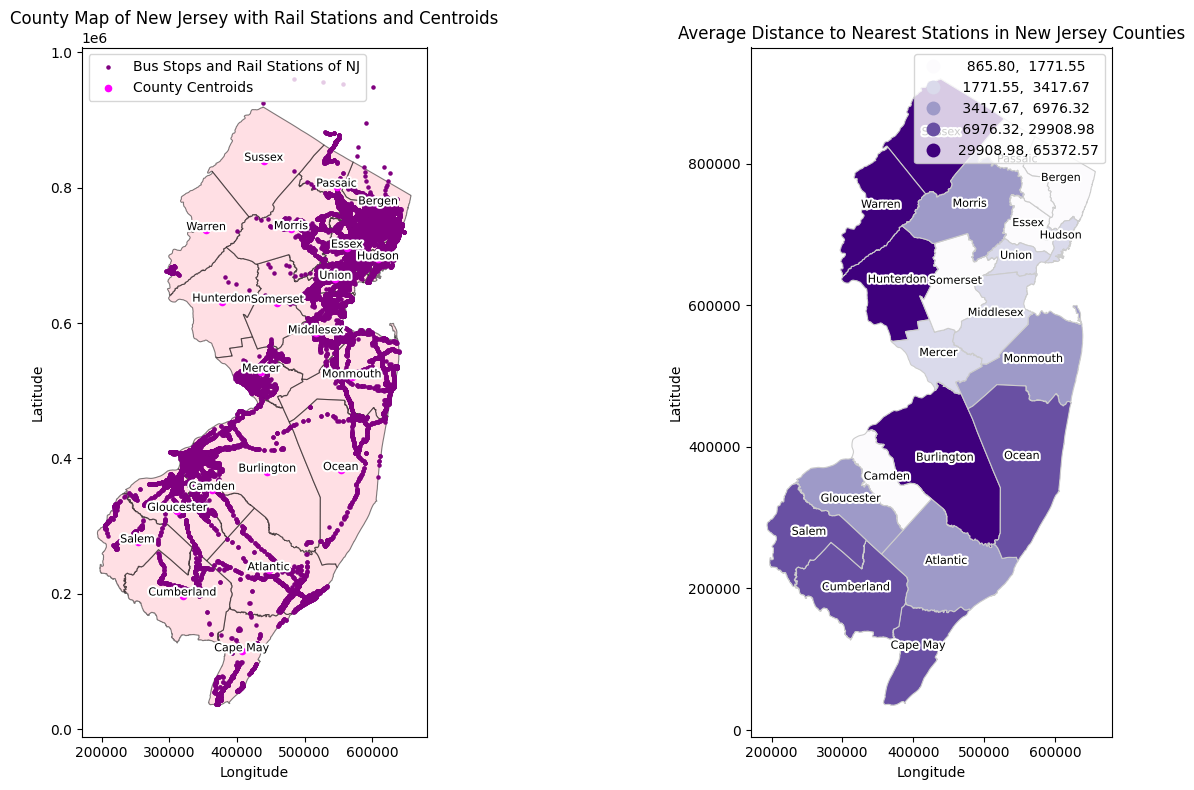 County Map of New Jersey with Rail Stations and Centroids
1e6
Bus Stops and Rail Stations of NJ
County Centroids
1.0
0.8
0.6
0.4
0.2
0.0
Latitude
Sussex
Passaic
Bergen
Warren
Morris
Essex
Hudson
Union
Hunterdon
Somerset
Middlesex
Mercer
Monmouth
Burlington
Ocean
Camden
Gloucester
Salem
Atlantic
Cumberland
Cape May
200000
300000
400000
500000
600000
Longitude
Average Distance to Nearest Stations in New Jersey Counties
865.80, 1771.55
1771.55, 3417.67
3417.67, 6976.32
6976.32, 29908.98
29908.98, 65372.57
800000
600000
400000
200000
0
Latitude
Sussex
Passaic
Bergen
Warren
Morris
Essex
Hudson
Union
Hunterdon
Somerset
Middlesex
Mercer
Monmouth
Burlington
Ocean
Camden
Gloucester
Salem
Atlantic
Cumberland
Cape May
200000
300000
400000
500000
600000
Longitude